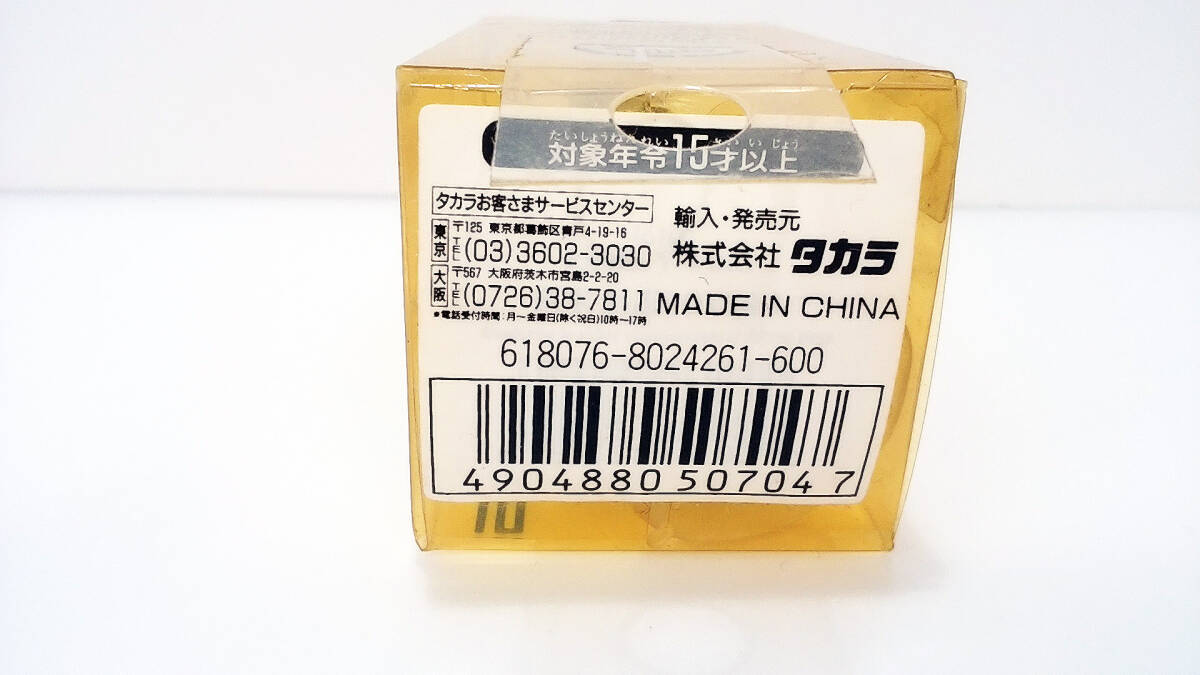 たいしょうねんれい さいいじょう
対象年令15才以上
タカラお客さまサービスセンター
東京
〒125 東京都葛飾区青戸4-19-16
TEL(03)3602-3030
大阪
〒567 大阪府茨木市宮島2-2-20
TEL(0726)38-7811
●電話受付時間:月〜金曜日(除く祝日)10時〜17時
輸入・発売元
株式会社 タカラ
MADE IN CHINA
618076-8024261-600
4904880507047
10